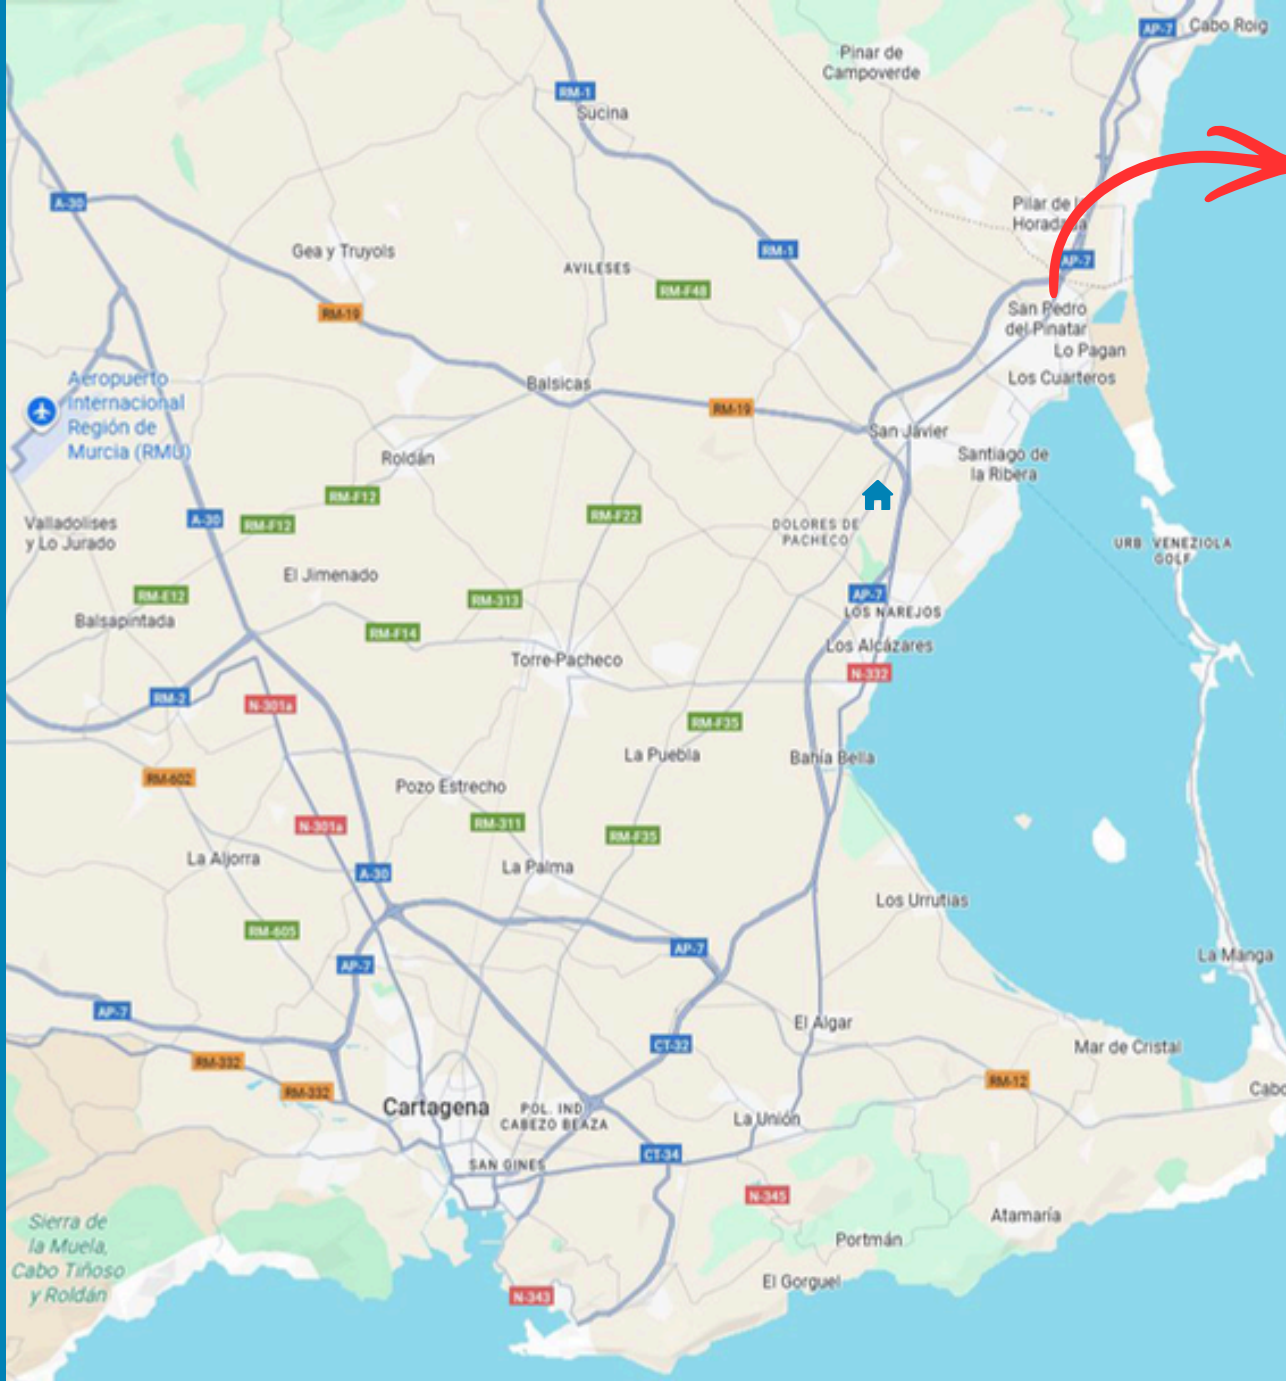 AP-7
Cabo Roig
Pinar de
Campoverde
RM-1
Sucina
A-30
Pilar de l
Horadada
Gea y Truyols
RM-1
AVILESES
AP-7
RM-F48
RM-19
San Pedro
del Pinatar
Lo Pagan
Los Cuarteros
Aeropuerto
Internacional
Región de
Murcia (RMU)
Balsicas
RM-19
San Javier
Roldán
Santiago de
la Ribera
RM-F12
RM-F22
A-30
RM-F12
Valladolises
y Lo Jurado
DOLORES DE
PACHECO
URB. VENEZIOLA
GOLF
El Jimenado
RM-E12
RM-313
AP-7
LOS NAREJOS
Balsapintada
RM-F14
Los Alcázares
Torre-Pacheco
N-332
RM-2
N-301a
RM-F35
La Puebla
Bahía Bella
RM-602
Pozo Estrecho
N-301a
RM-311
RM-F35
La Aljorra
La Palma
A-30
Los Urrutias
RM-605
AP-7
La Manga
AP-7
AP-7
El Algar
CT-32
Mar de Cristal
RM-332
RM-12
Cabo
RM-332
Cartagena
POL. IND
CABEZO BEAZA
La Unión
SAN GINES
CT-34
N-345
Atamaría
Sierra de
la Muela,
Cabo Tiñoso
y Roldán
Portmán
El Gorguel
N-343